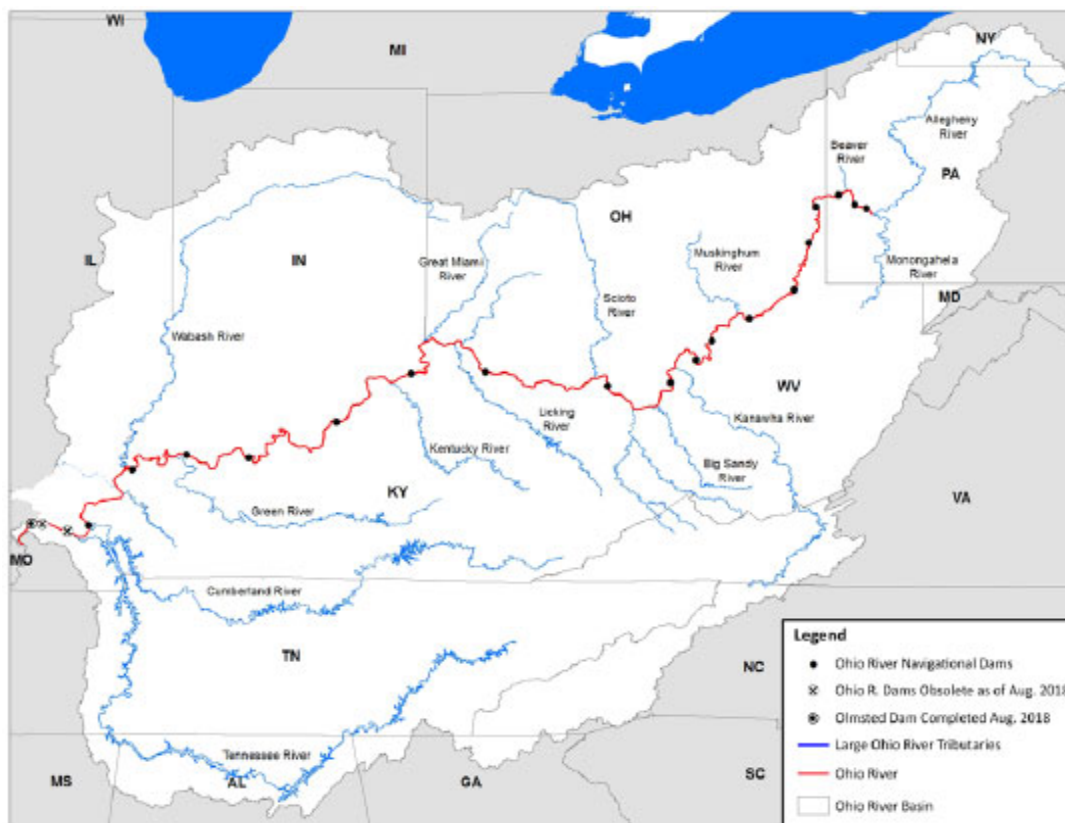 WI
NY
MI
Allegheny
River
Beaver
River
PA
OH
IL
IN
Great Miami
River
Muskinghum
River
Monongahela
River
MD
Scioto
River
Wabash River
WV
Licking
River
Kanawha River
Kentucky River
Big Sandy
River
KY
VA
Green River
MO
Cumberland River
TN
NC
Tennessee River
MS
AL
GA
SC
Legend
Ohio River Navigational Dams
Ohio R. Dams Obsolete as of Aug. 2018
Olmsted Dam Completed Aug. 2018
Large Ohio River Tributaries
Ohio River
Ohio River Basin